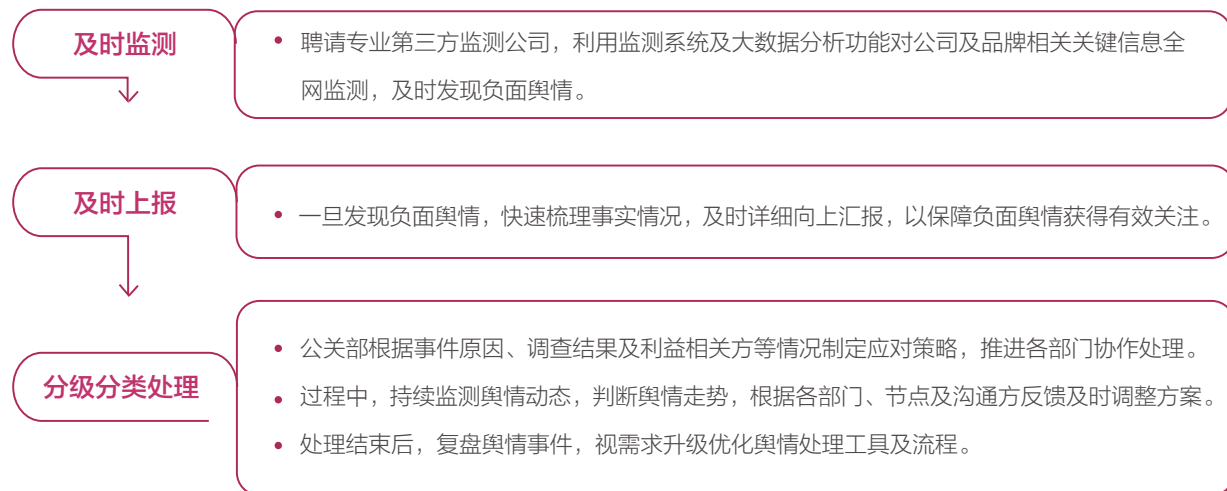 及时监测
• 聘请专业第三方监测公司，利用监测系统及大数据分析功能对公司及品牌相关关键信息全
网监测，及时发现负面舆情。
及时上报
• 一旦发现负面舆情，快速梳理事实情况，及时详细向上汇报，以保障负面舆情获得有效关注。
分级分类处理
• 公关部根据事件原因、调查结果及利益相关方等情况制定应对策略，推进各部门协作处理。
• 过程中，持续监测舆情动态，判断舆情走势，根据各部门、节点及沟通方反馈及时调整方案。
• 处理结束后，复盘舆情事件，视需求升级优化舆情处理工具及流程。